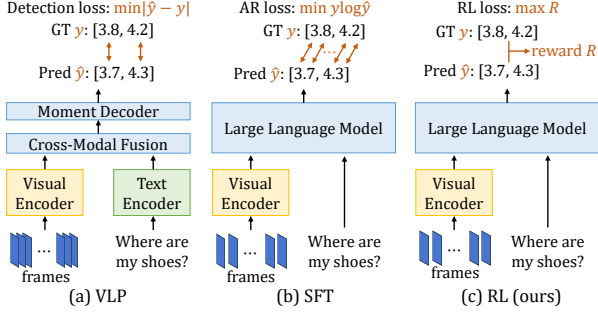 Detection loss: min|ŷ − y|
GT y: [3.8, 4.2]
Pred ŷ: [3.7, 4.3]
Moment Decoder
Cross-Modal Fusion
Visual Encoder
Text Encoder
...
frames
Where are my shoes?
(a) VLP
AR loss: min ylogŷ
GT y: [3.8, 4.2]
...
Pred ŷ: [3.7, 4.3]
Large Language Model
Visual Encoder
...
frames
Where are my shoes?
(b) SFT
RL loss: max R
GT y: [3.8, 4.2]
reward R
Pred ŷ: [3.7, 4.3]
Large Language Model
Visual Encoder
...
frames
Where are my shoes?
(c) RL (ours)